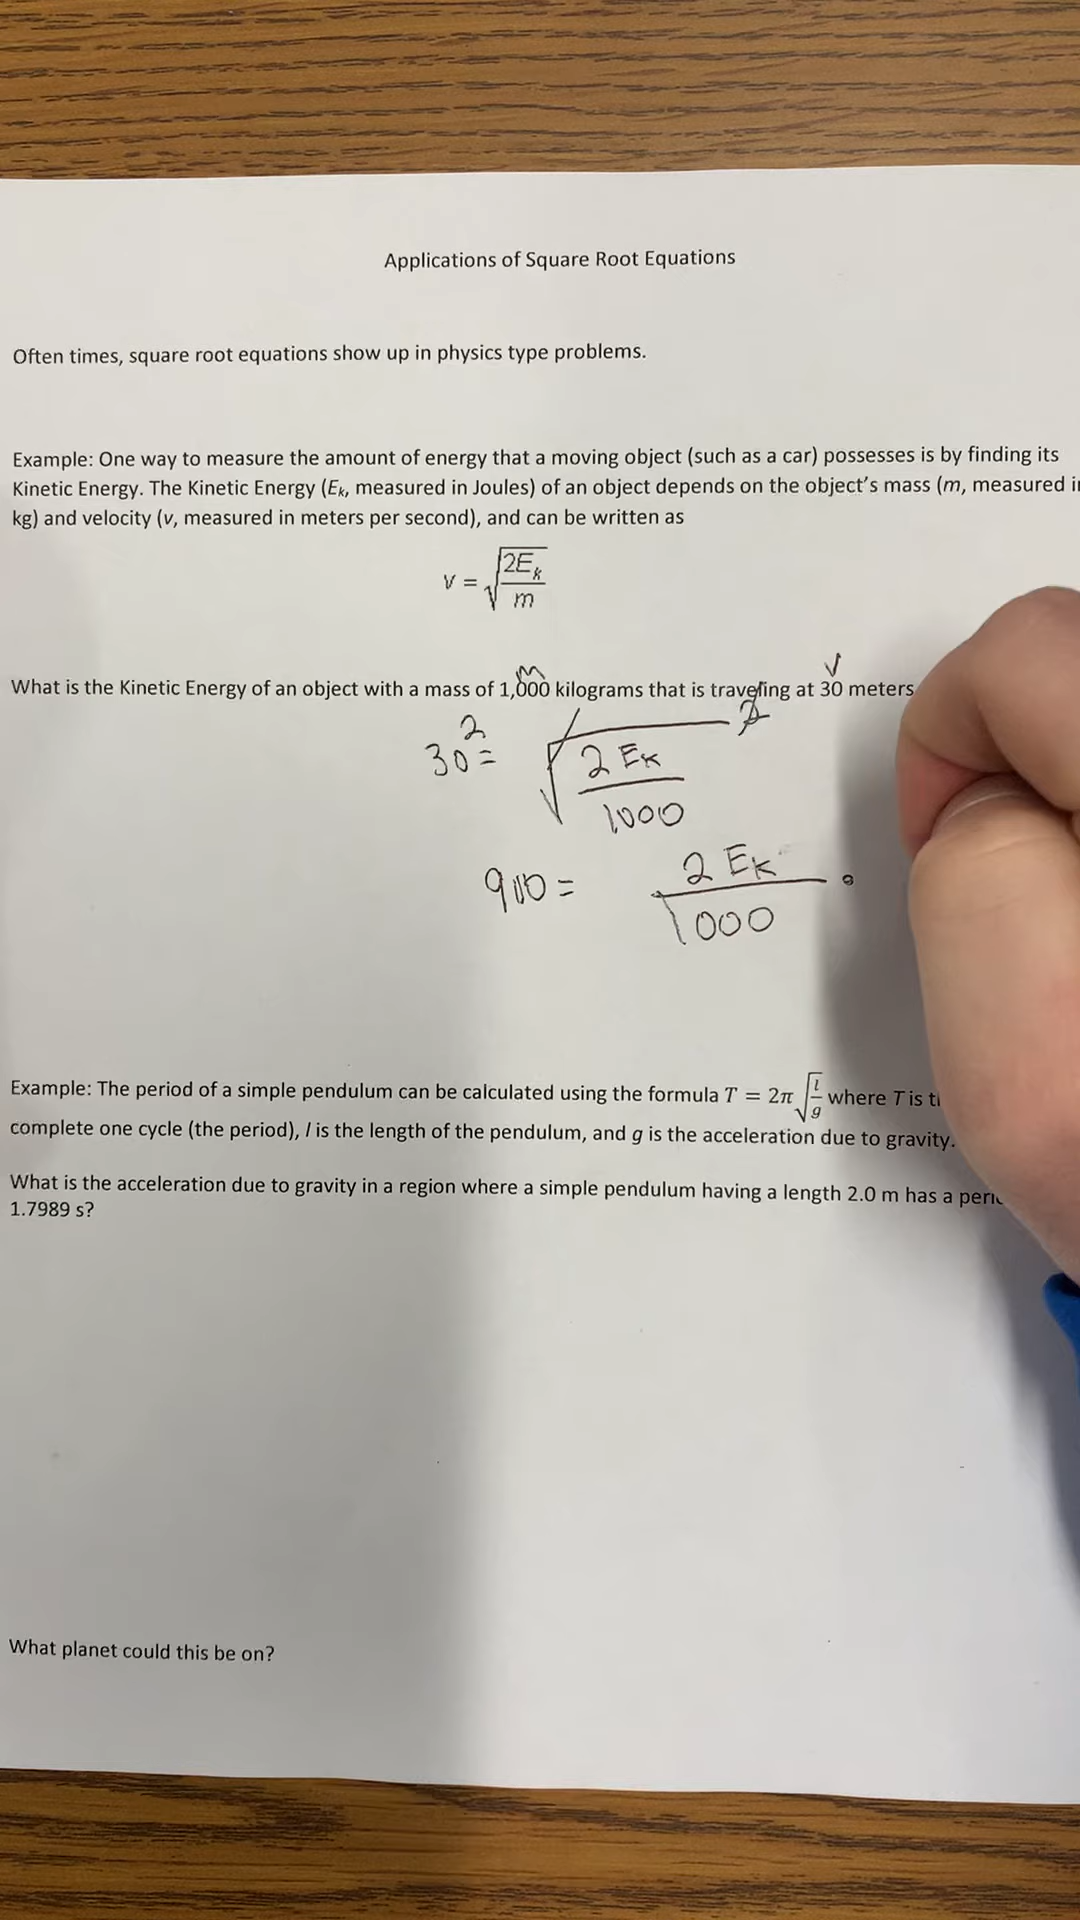 Applications of Square Root Equations
Often times, square root equations show up in physics type problems.
Example: One way to measure the amount of energy that a moving object (such as a car) possesses is by finding its
Kinetic Energy. The Kinetic Energy (Eₖ, measured in Joules) of an object depends on the object's mass (m, measured
kg) and velocity (v, measured in meters per second), and can be written as
v = √(2Eₖ/m)
m v
What is the Kinetic Energy of an object with a mass of 1,000 kilograms that is traveling at 30 meters
30² = √(2 Eₖ/1000)²
900 = 2 Eₖ/1000 .
Example: The period of a simple pendulum can be calculated using the formula T = 2π √(l/g) where T is
complete one cycle (the period), l is the length of the pendulum, and g is the acceleration due to gravity.
What is the acceleration due to gravity in a region where a simple pendulum having a length 2.0 m has a
1.7989 s?
What planet could this be on?